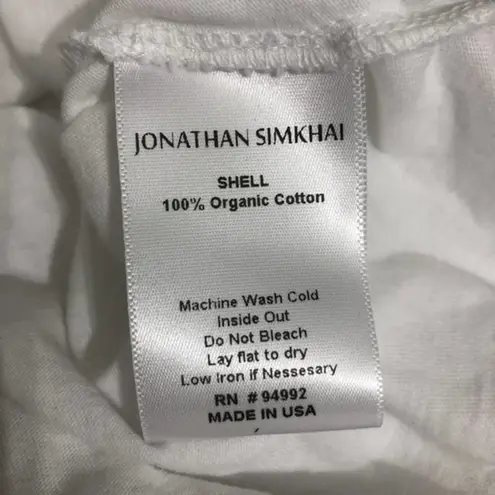 JONATHAN SIMKHAI
SHELL
100% Organic Cotton
Machine Wash Cold
Inside Out
Do Not Bleach
Lay flat to dry
Low Iron if Nessesary
RN # 94992
MADE IN USA